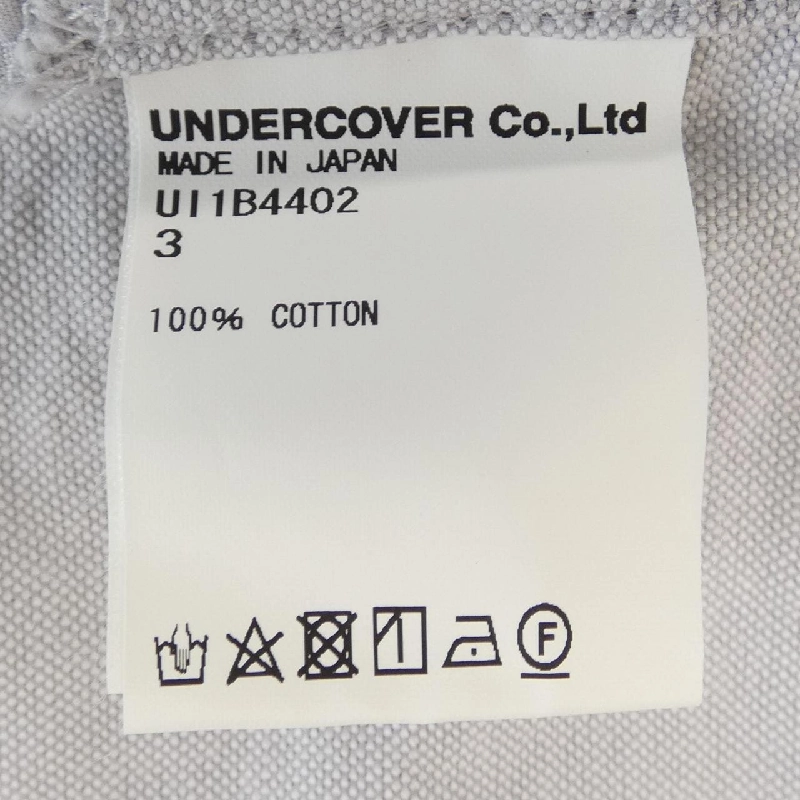 UNDERCOVER Co.,Ltd
MADE IN JAPAN
UI1B4402
3
100% COTTON
F